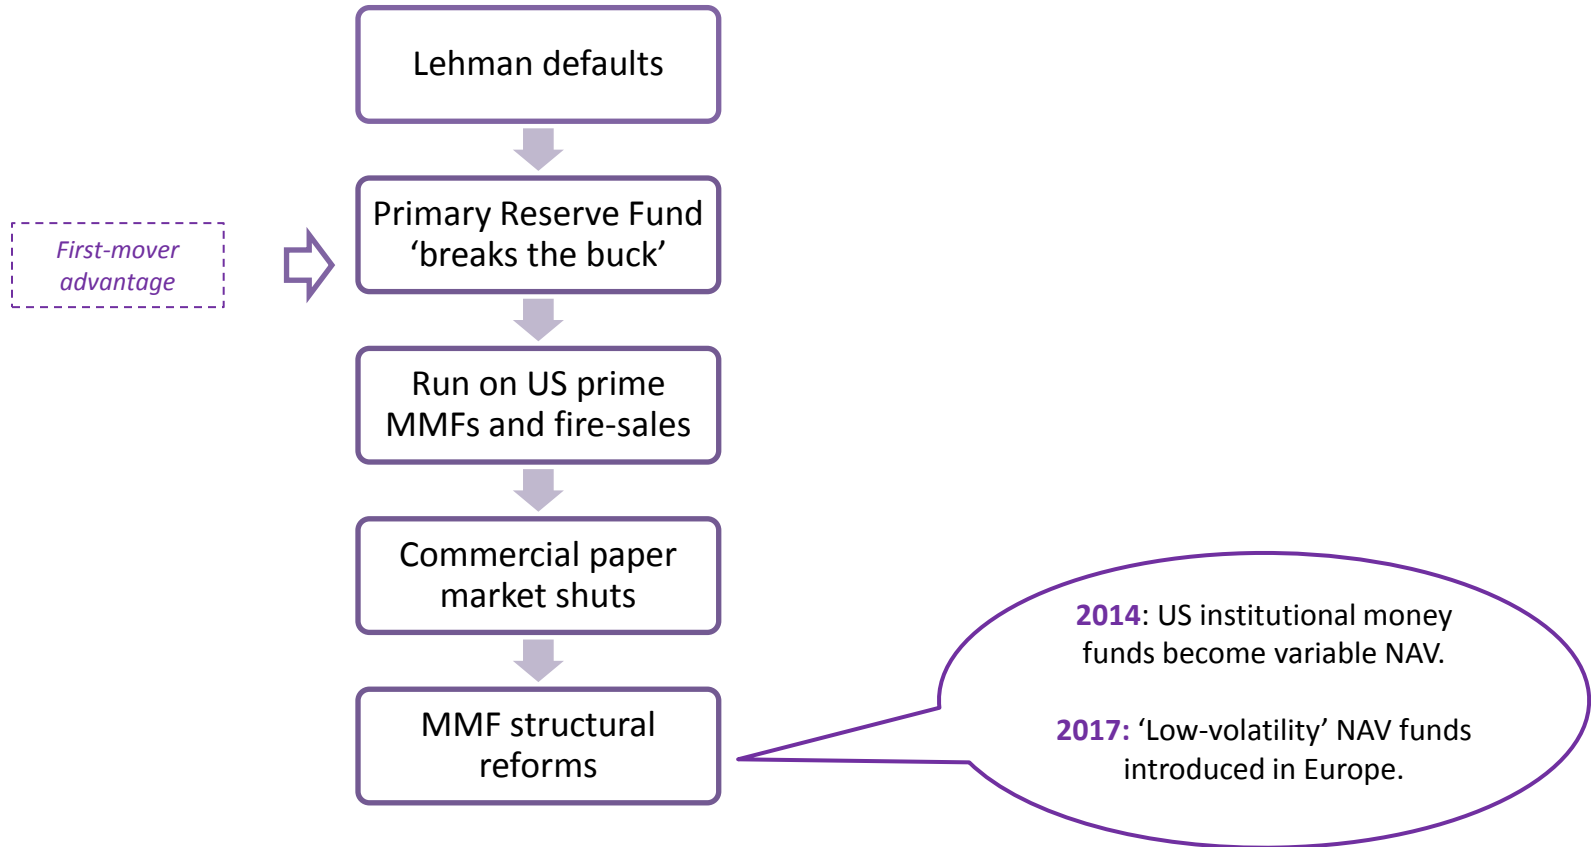 Lehman defaults
Primary Reserve Fund
‘breaks the buck’
First-mover
advantage
Run on US prime
MMFs and fire-sales
Commercial paper
market shuts
MMF structural
reforms
2014: US institutional money
funds become variable NAV.
2017: ‘Low-volatility’ NAV funds
introduced in Europe.